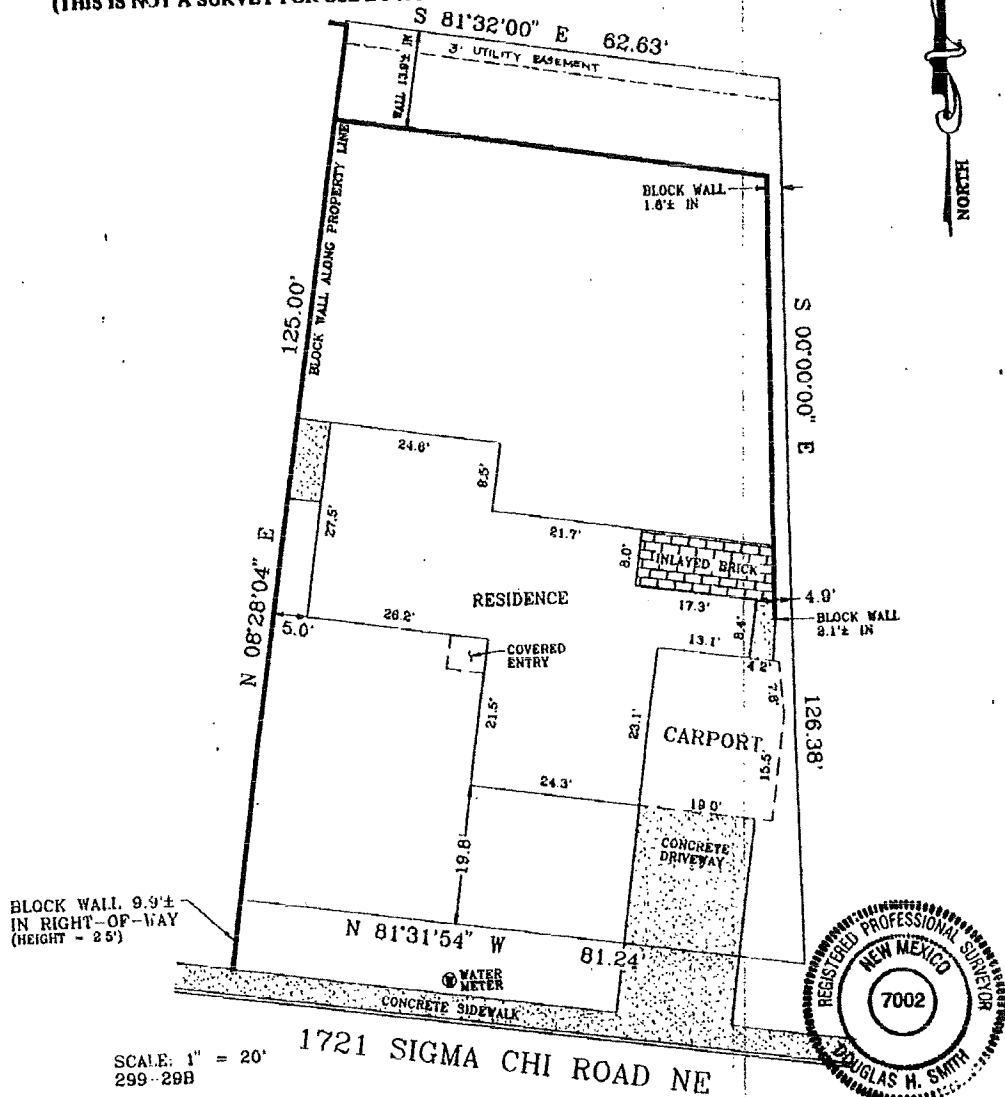 S 81°32'00" E 62.63'
3' UTILITY EASEMENT
WALL 13.9'± IN
NORTH
BLOCK WALL
1.6'± IN
BLOCK WALL ALONG PROPERTY LINE
125.00'
S 00°00'00" E
24.6'
8.5'
27.5'
21.7'
8.0'
INLAYED BRICK
RESIDENCE
17.3'
4.9'
N 08°28'04" E
5.0'
26.2'
8.4'
BLOCK WALL
2.1'± IN
13.1'
COVERED
ENTRY
4.2'
7.8'
21.5'
23.1'
CARPORT
126.38'
15.5'
24.3'
19.0'
CONCRETE
DRIVEWAY
19.8'
BLOCK WALL 9.9'±
IN RIGHT-OF-WAY
(HEIGHT = 2.5')
N 81°31'54" W 81.24'
WATER
METER
CONCRETE SIDEWALK
REGISTERED PROFESSIONAL SURVEYOR
NEW MEXICO
7002
DOUGLAS H. SMITH
1721 SIGMA CHI ROAD NE
SCALE: 1" = 20'
299-29B